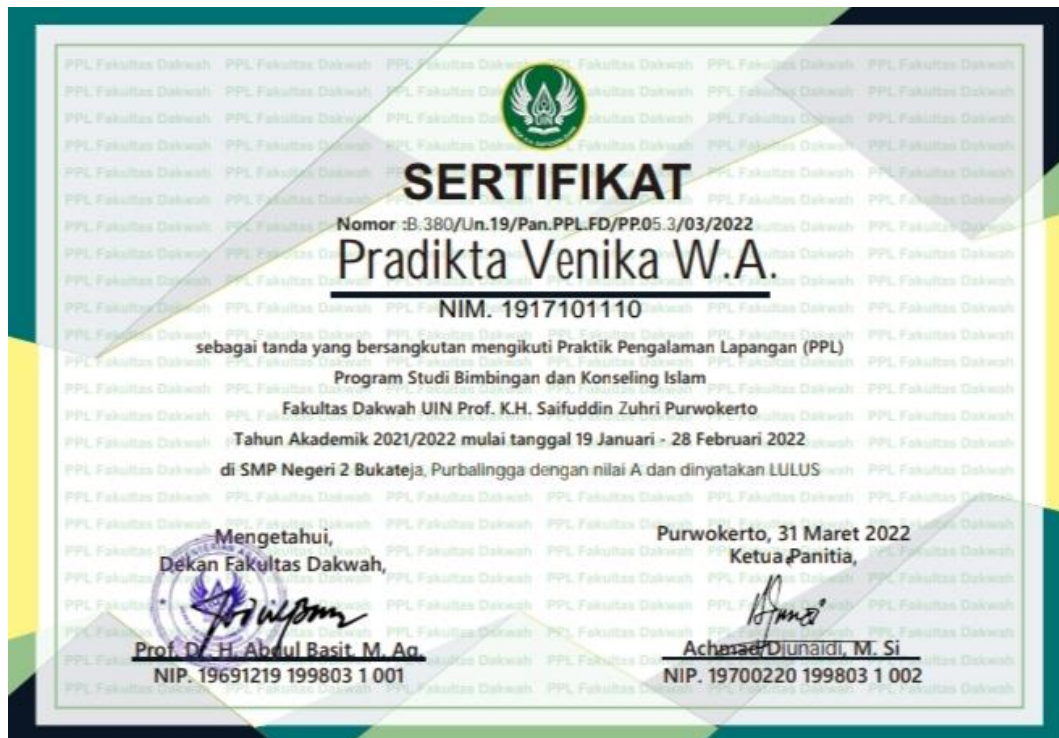 SERTIFIKAT
Nomor :B.380/Un.19/Pan.PPL.FD/PP.05.3/03/2022
Pradikta Venika W.A.
NIM. 1917101110
sebagai tanda yang bersangkutan mengikuti Praktik Pengalaman Lapangan (PPL)
Program Studi Bimbingan dan Konseling Islam
Fakultas Dakwah UIN Prof. K.H. Saifuddin Zuhri Purwokerto
Tahun Akademik 2021/2022 mulai tanggal 19 Januari - 28 Februari 2022
di SMP Negeri 2 Bukateja, Purbalingga dengan nilai A dan dinyatakan LULUS
Mengetahui,
Dekan Fakultas Dakwah,
Prof. Dr. H. Abdul Basit, M. Ag.
NIP. 19691219 199803 1 001
Purwokerto, 31 Maret 2022
Ketua Panitia,
Achmad Djunaidi, M. Si
NIP. 19700220 199803 1 002
PPL Fakultas Dakwah
UIN